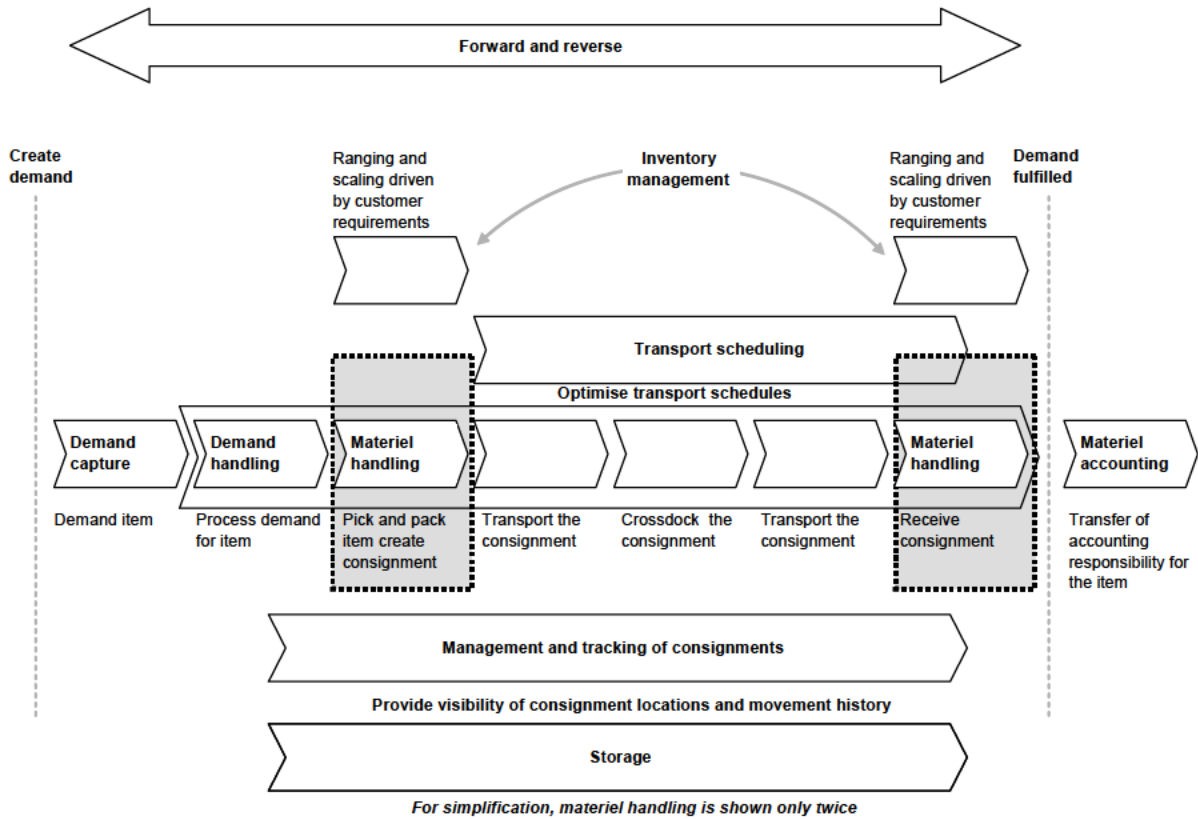 Forward and reverse
Create
demand
Ranging and
scaling driven
by customer
requirements
Inventory
management
Ranging and
scaling driven
by customer
requirements
Demand
fulfilled
Transport scheduling
Optimise transport schedules
Demand
capture
Demand
handling
Materiel
handling
Materiel
handling
Materiel
accounting
Demand item
Process demand
for item
Pick and pack
item create
consignment
Transport the
consignment
Crossdock the
consignment
Transport the
consignment
Receive
consignment
Transfer of
accounting
responsibility for
the item
Management and tracking of consignments
Provide visibility of consignment locations and movement history
Storage
For simplification, materiel handling is shown only twice